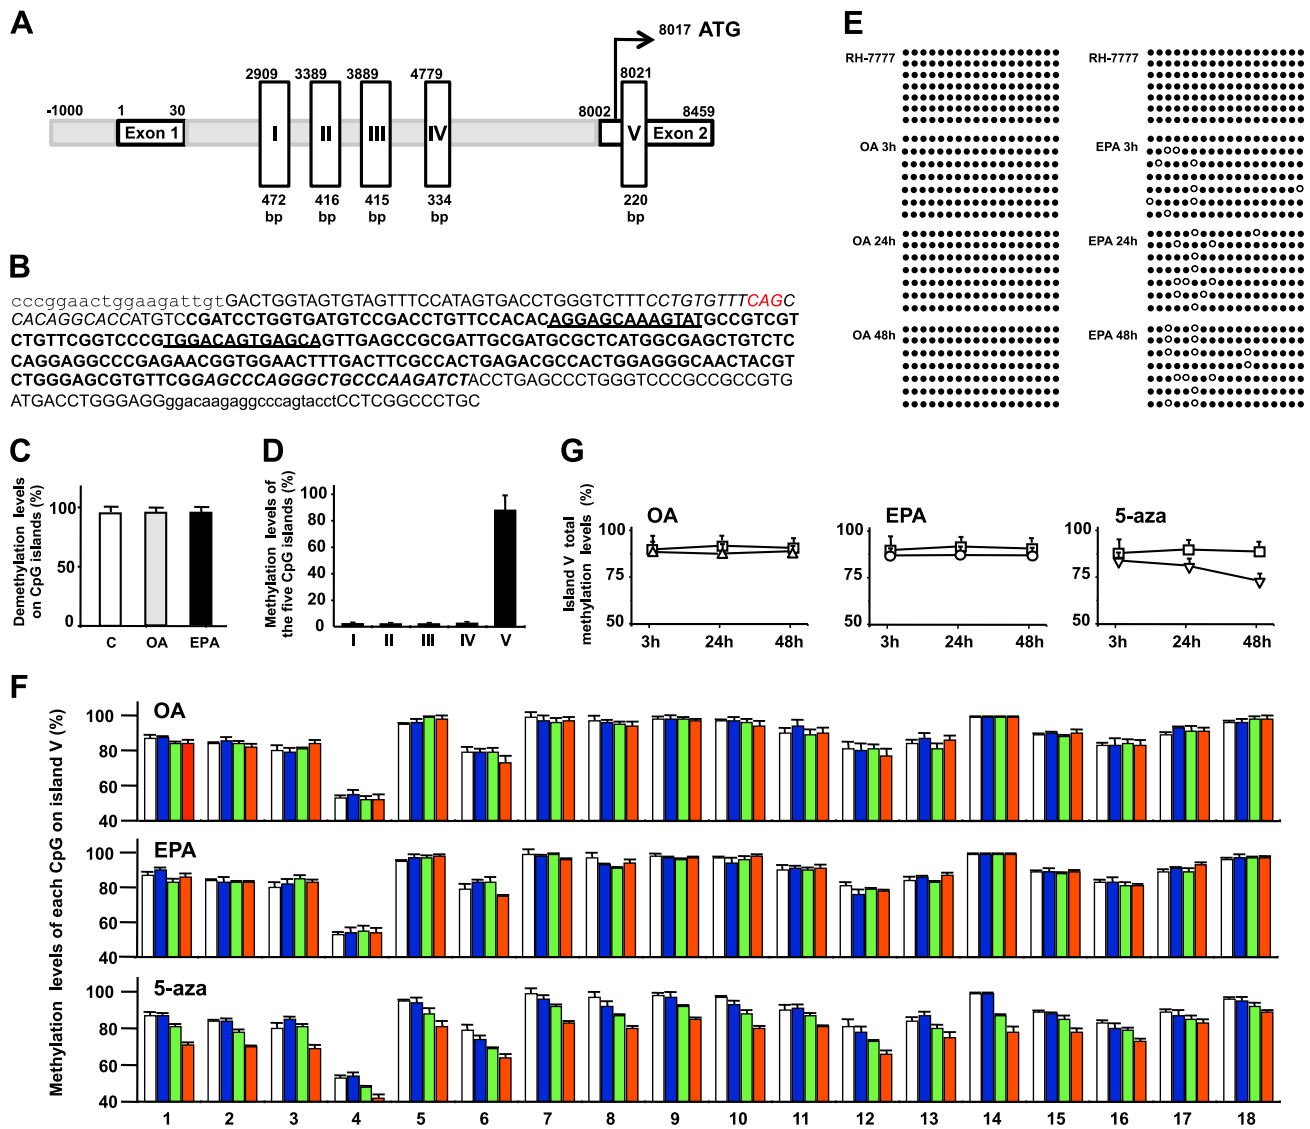 A
8017 ATG
2909 3389 3889 4779 8021
-1000 1 30 8002 8459
Exon 1 I II III IV V Exon 2
472 416 415 334 220
bp bp bp bp bp
B
cccggaactggaagattgtGACTGGTAGTGTAGTTTCCATAGTGACCTGGGTCTTTCCTGTGTTTCAGC
CACAGGCACCATGTCCGATCCTGGTGATGTCCGACCTGTTCCACACAGGAGCAAAGTATGCCGTCGT
CTGTTCGGTCCCGTGGACAGTGAGCAGTTGAGCCGCGATTGCGATGCGCTCATGGCGAGCTGTCTC
CAGGAGGCCCGAGAACGGTGGAACTTTGACTTCGCCACTGAGACGCCACTGGAGGGCAACTACGT
CTGGGAGCGTGTTCGGAGCCCAGGGCTGCCCAAGATCTACCTGAGCCCTGGGTCCCGCCGCCGTG
ATGACCTGGGAGGggacaagaggcccagtacctCCTCGGCCCTGC
C
Demethylation levels
on CpG islands (%)
100
50
0
C OA EPA
D
Methylation levels of
the five CpG islands (%)
100
80
60
40
20
0
I II III IV V
E
RH-7777 RH-7777
OA 3h EPA 3h
OA 24h EPA 24h
OA 48h EPA 48h
G
Island V total
methylation levels (%)
OA EPA 5-aza
100 100 100
75 75 75
50 50 50
3h 24h 48h 3h 24h 48h 3h 24h 48h
F
Methylation levels of each CpG on island V (%)
OA
100
80
60
40
EPA
100
80
60
40
5-aza
100
80
60
40
1 2 3 4 5 6 7 8 9 10 11 12 13 14 15 16 17 18